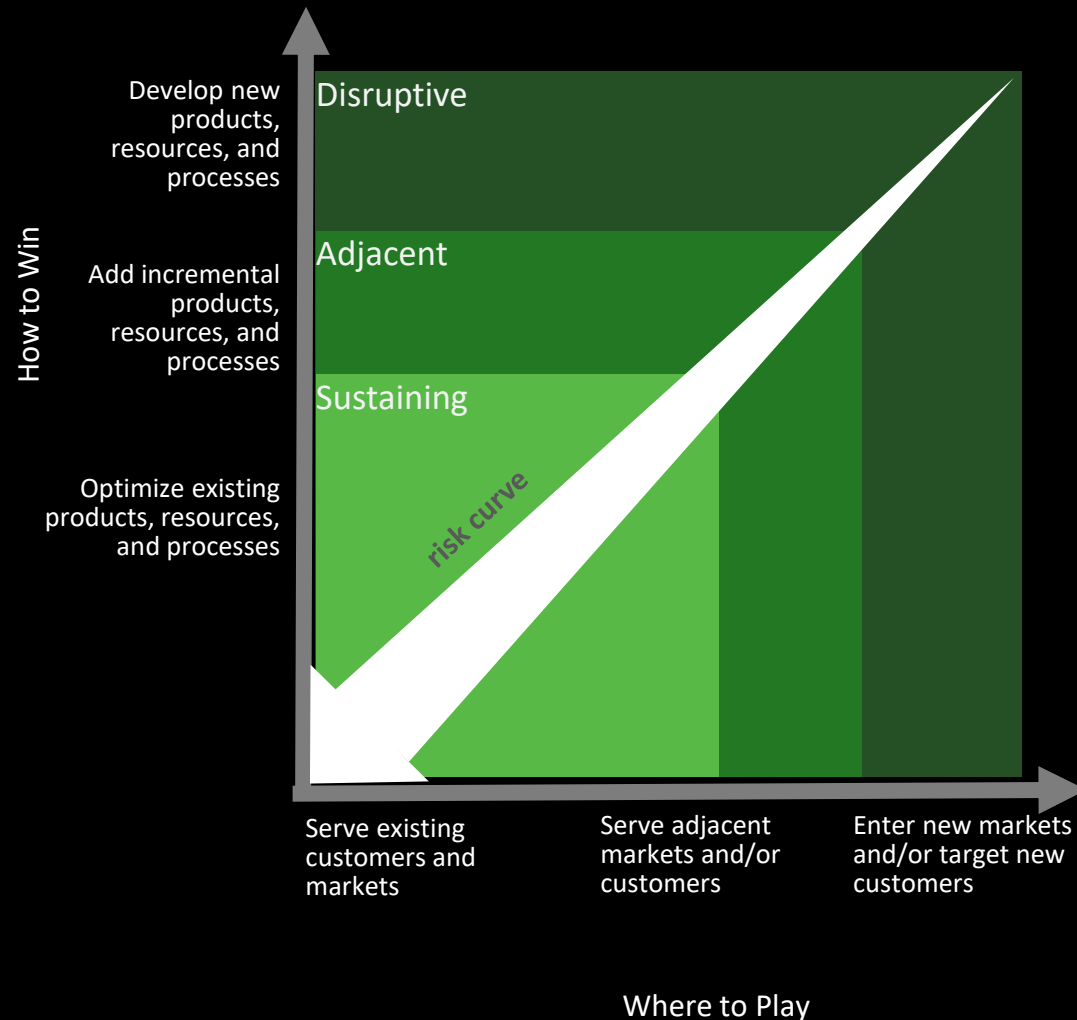 Develop new
products,
resources, and
processes
Disruptive
How to Win
Add incremental
products,
resources, and
processes
Adjacent
Optimize existing
products, resources,
and processes
Sustaining
risk curve
Serve existing
customers and
markets
Serve adjacent
markets and/or
customers
Enter new markets
and/or target new
customers
Where to Play